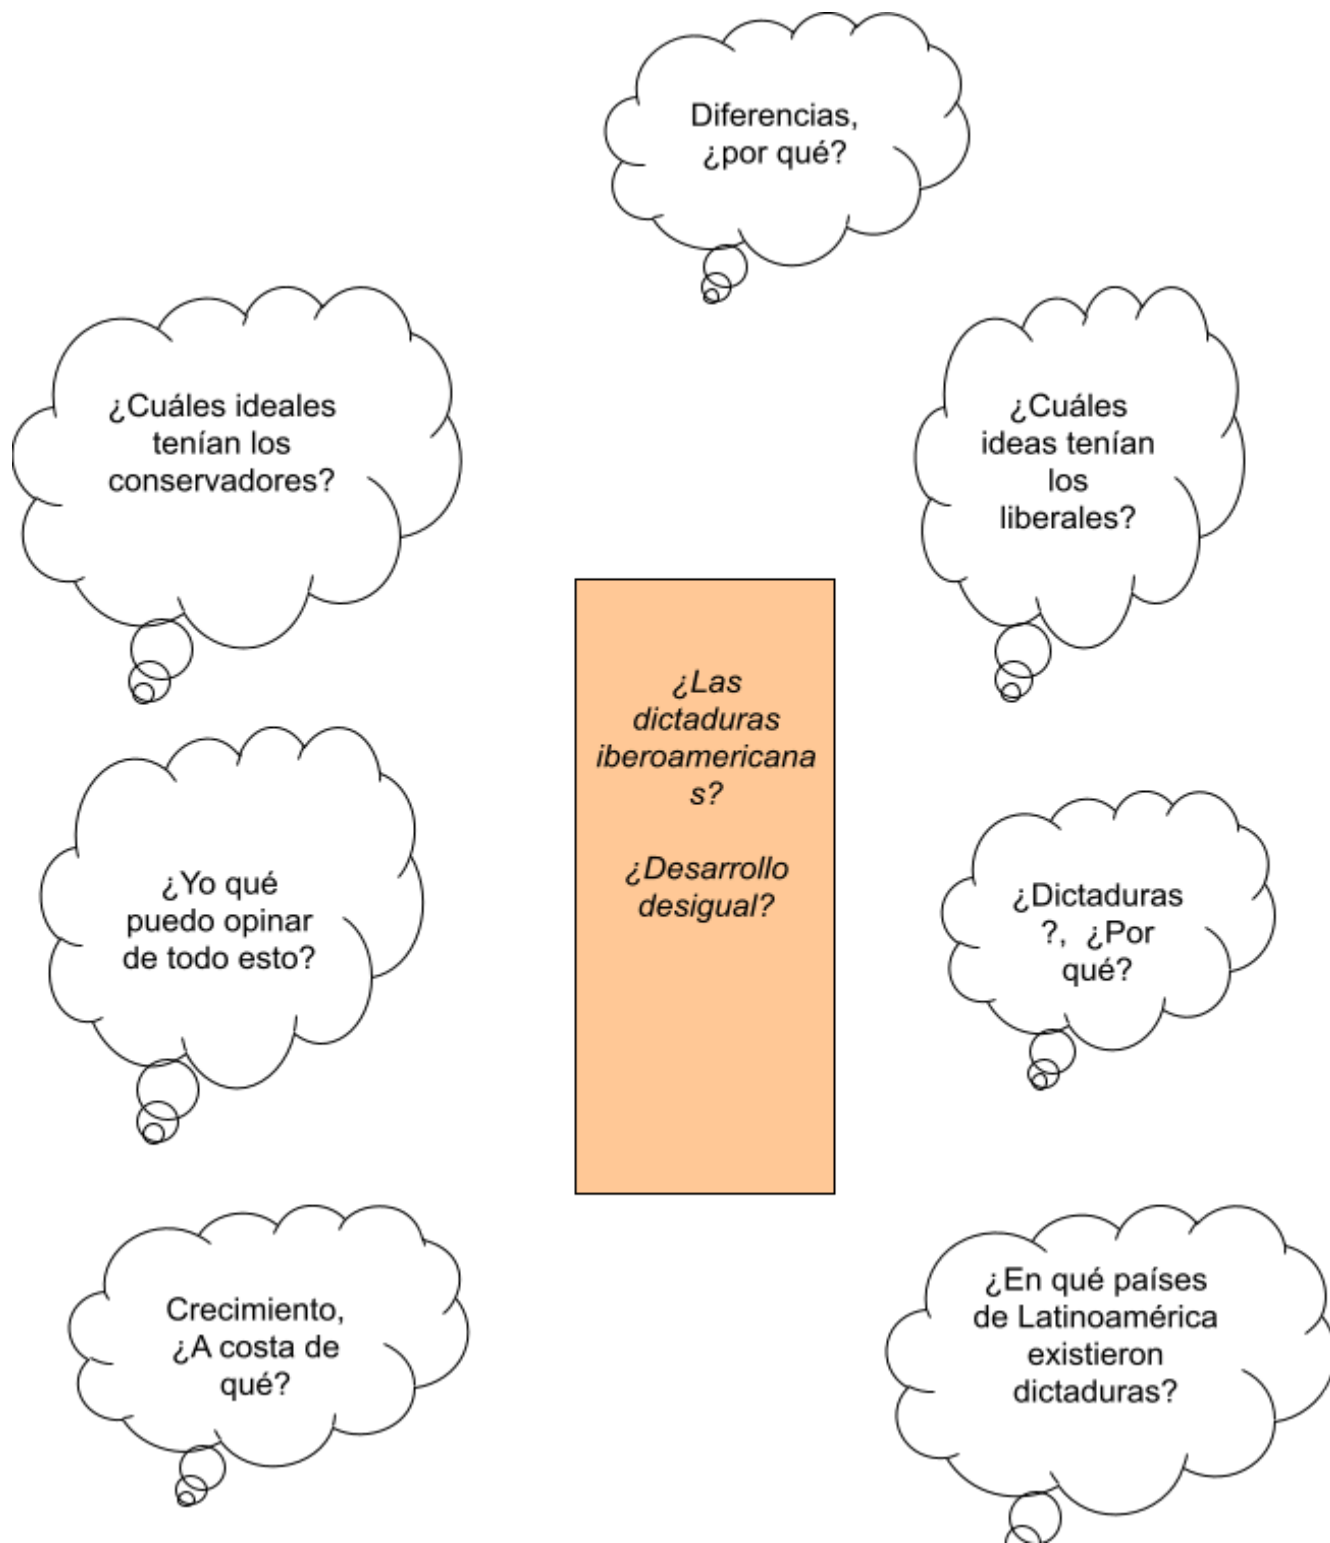 Diferencias,
¿por qué?
¿Cuáles ideales
tenían los
conservadores?
¿Cuáles
ideas tenían
los
liberales?
¿Las
dictaduras
iberoamericana
s?
¿Desarrollo
desigual?
¿Yo qué
puedo opinar
de todo esto?
¿Dictaduras
?, ¿Por
qué?
Crecimiento,
¿A costa de
qué?
¿En qué países
de Latinoamérica
existieron
dictaduras?